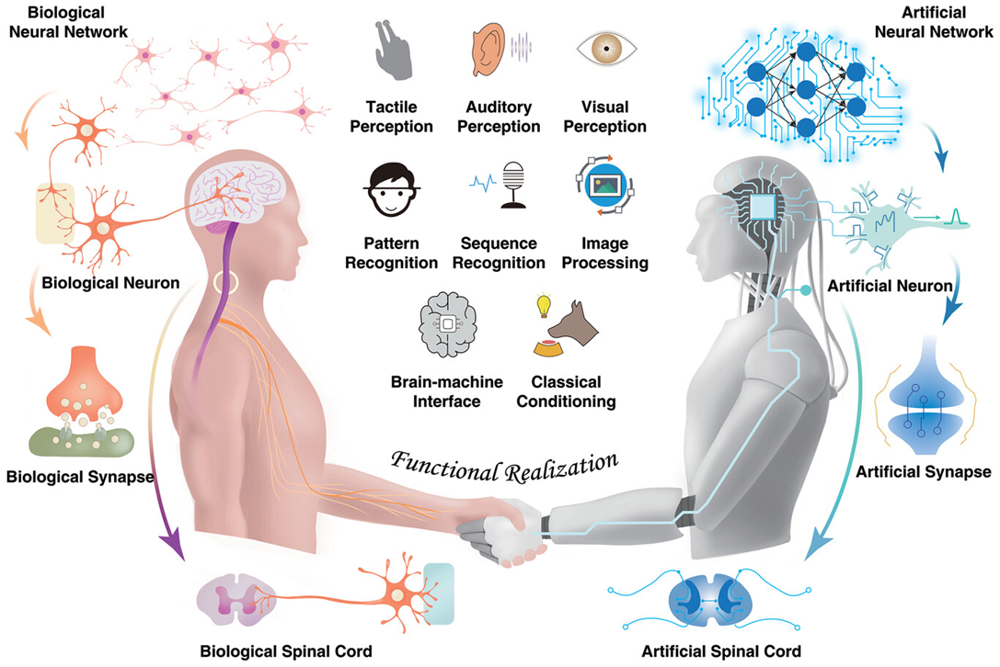 Biological
Neural Network
Artificial
Neural Network
Tactile
Perception
Auditory
Perception
Visual
Perception
Pattern
Recognition
Sequence
Recognition
Image
Processing
Biological Neuron
Artificial Neuron
Brain-machine
Interface
Classical
Conditioning
Functional Realization
Biological Synapse
Artificial Synapse
Biological Spinal Cord
Artificial Spinal Cord